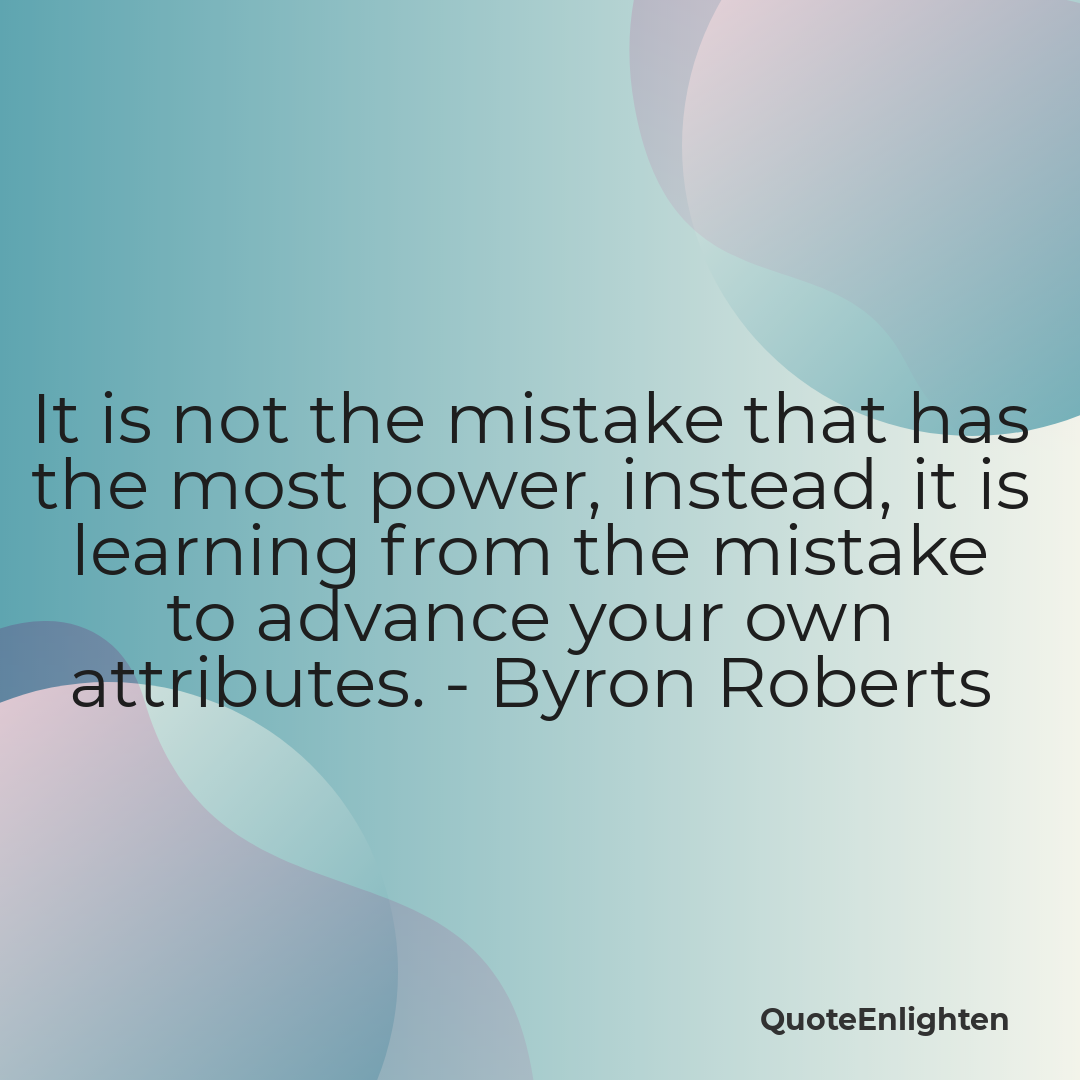 It is not the mistake that has
the most power, instead, it is
learning from the mistake
to advance your own
attributes. - Byron Roberts
QuoteEnlighten